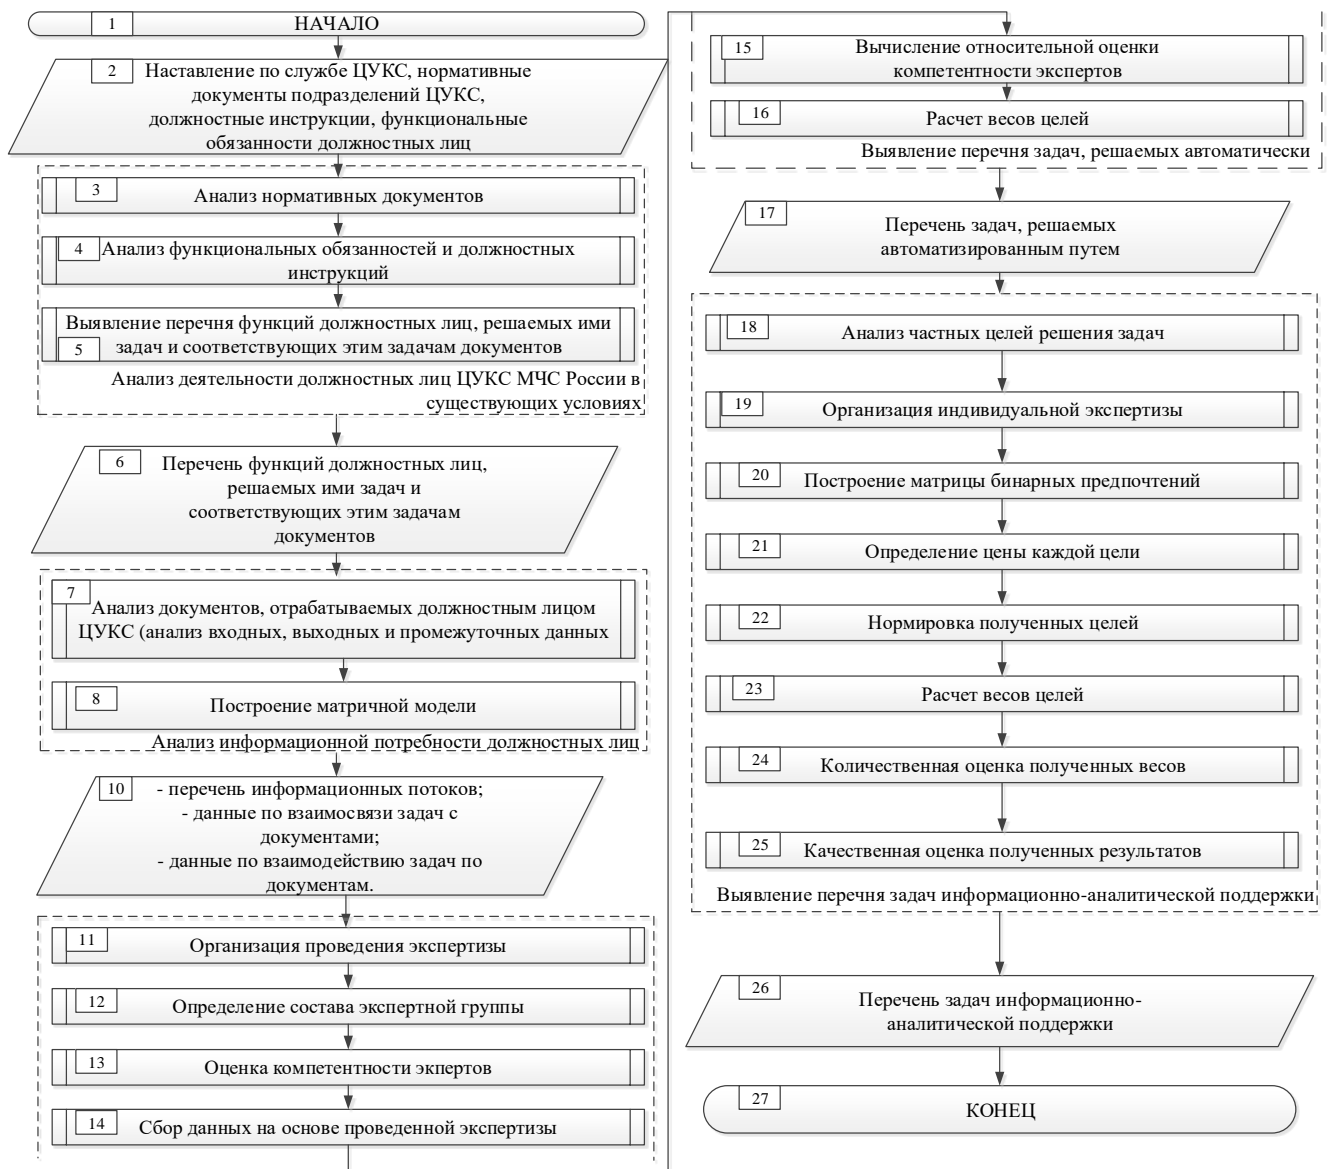 1
НАЧАЛО
2
Наставление по службе ЦУКС, нормативные
документы подразделений ЦУКС,
должностные инструкции, функциональные
обязанности должностных лиц
3
Анализ нормативных документов
4
Анализ функциональных обязанностей и должностных
инструкций
Выявление перечня функций должностных лиц, решаемых ими
5
задач и соответствующих этим задачам документов
Анализ деятельности должностных лиц ЦУКС МЧС России в
существующих условиях
6
Перечень функций должностных лиц,
решаемых ими задач и
соответствующих этим задачам
документов
7
Анализ документов, отрабатываемых должностным лицом
ЦУКС (анализ входных, выходных и промежуточных данных
8
Построение матричной модели
Анализ информационной потребности должностных лиц
10
- перечень информационных потоков;
- данные по взаимосвязи задач с
документами;
- данные по взаимодействию задач по
документам.
11
Организация проведения экспертизы
12
Определение состава экспертной группы
13
Оценка компетентности экпертов
14
Сбор данных на основе проведенной экспертизы
15
Вычисление относительной оценки
компетентности экспертов
16
Расчет весов целей
Выявление перечня задач, решаемых автоматически
17
Перечень задач, решаемых
автоматизированным путем
18
Анализ частных целей решения задач
19
Организация индивидуальной экспертизы
20
Построение матрицы бинарных предпочтений
21
Определение цены каждой цели
22
Нормировка полученных целей
23
Расчет весов целей
24
Количественная оценка полученных весов
25
Качественная оценка полученных результатов
Выявление перечня задач информационно-аналитической поддержки
26
Перечень задач информационно-
аналитической поддержки
27
КОНЕЦ